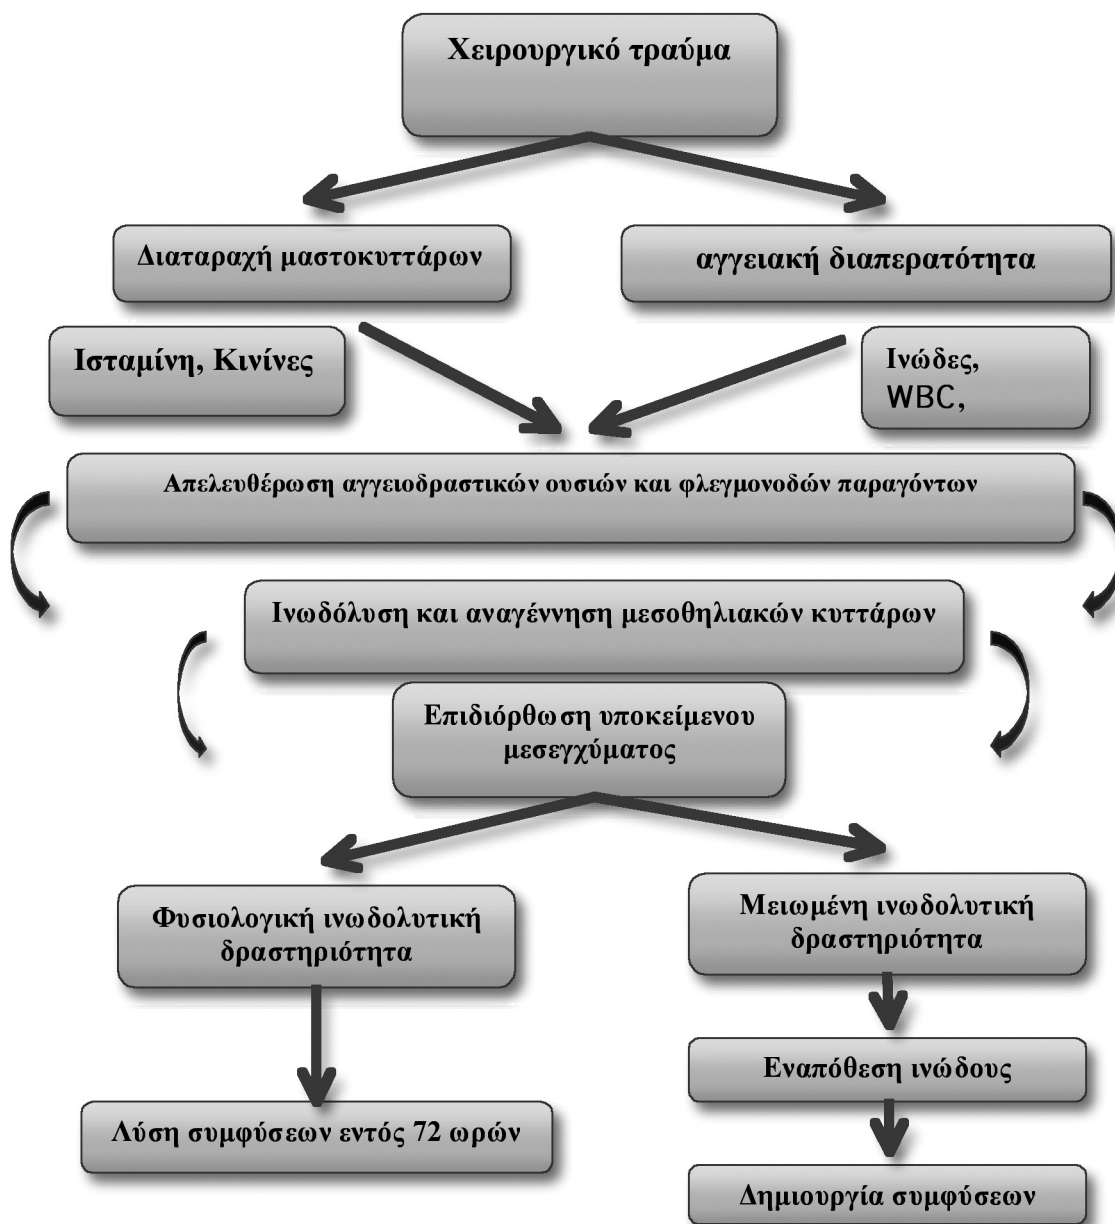 Χειρουργικό τραύμα
Διαταραχή μαστοκυττάρων
αγγειακή διαπερατότητα
Ισταμίνη, Κινίνες
Ινώδες,
WBC,
Απελευθέρωση αγγειοδραστικών ουσιών και φλεγμονοδών παραγόντων
Ινωδόλυση και αναγέννηση μεσοθηλιακών κυττάρων
Επιδιόρθωση υποκείμενου
μεσεγχύματος
Φυσιολογική ινωδολυτική
δραστηριότητα
Μειωμένη ινωδολυτική
δραστηριότητα
Εναπόθεση ινώδους
Λύση συμφύσεων εντός 72 ωρών
Δημιουργία συμφύσεων